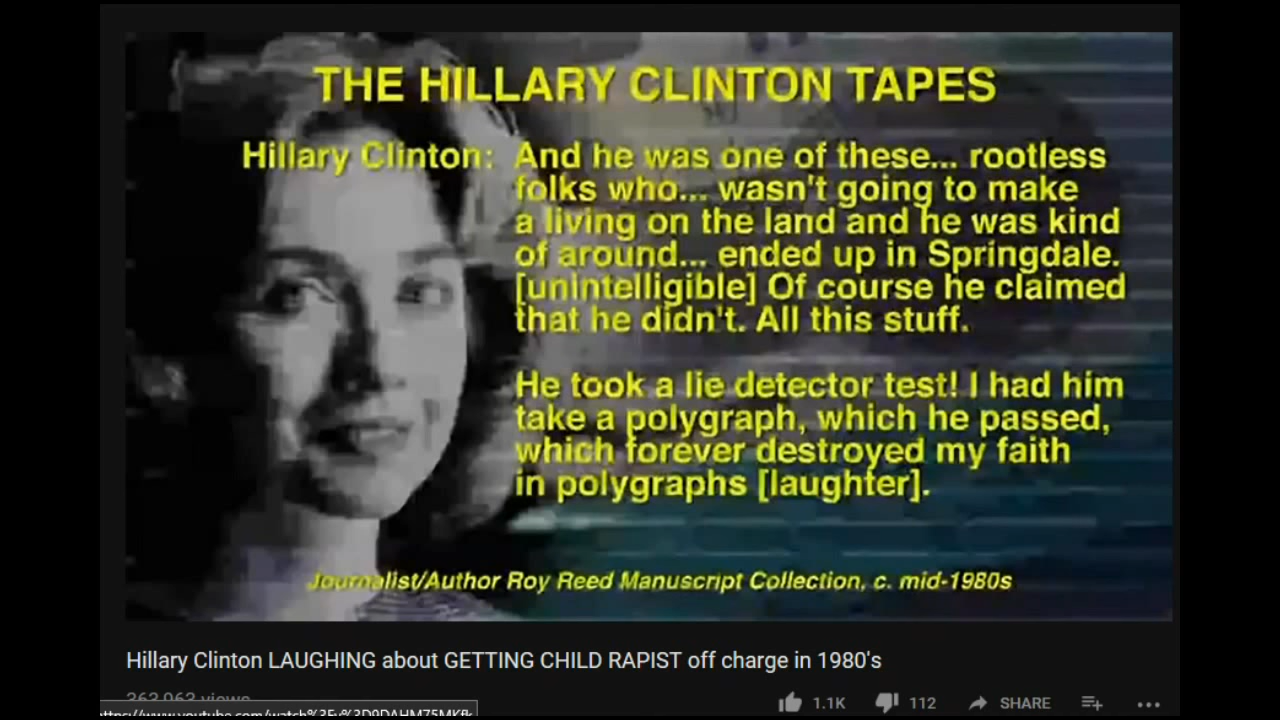 THE HILLARY CLINTON TAPES
Hillary Clinton: And he was one of these... rootless
folks who... wasn't going to make
a living on the land and he was kind
of around... ended up in Springdale.
[unintelligible] Of course he claimed
that he didn't. All this stuff.
He took a lie detector test! I had him
take a polygraph, which he passed,
which forever destroyed my faith
in polygraphs [laughter].
Journalist/Author Roy Reed Manuscript Collection, c. mid-1980s
Hillary Clinton LAUGHING about GETTING CHILD RAPIST off charge in 1980's
363,963 views
1.1K 112 SHARE